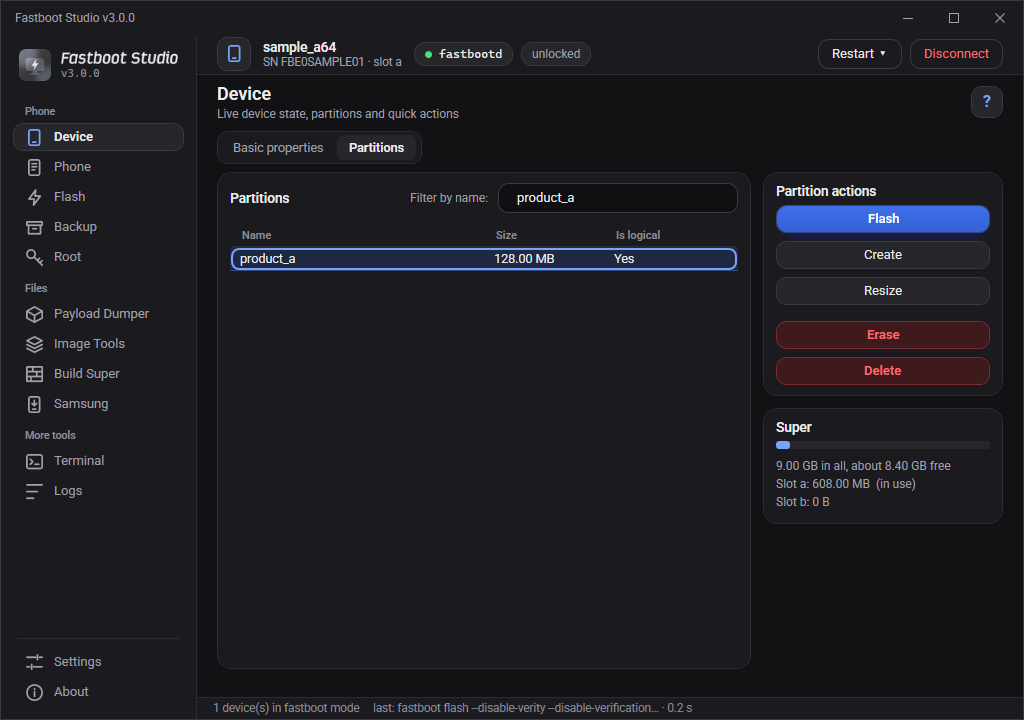 Fastboot Studio v3.0.0
Fastboot Studio
v3.0.0
Phone
Device
Phone
Flash
Backup
Root
Files
Payload Dumper
Image Tools
Build Super
Samsung
More tools
Terminal
Logs
Settings
About
sample_a64
SN FBE0SAMPLE01 · slot a
fastbootd
unlocked
Restart
Disconnect
Device
Live device state, partitions and quick actions
?
Basic properties
Partitions
Partitions
Filter by name:
product_a
Name Size Is logical
product_a 128.00 MB Yes
Partition actions
Flash
Create
Resize
Erase
Delete
Super
9.00 GB in all, about 8.40 GB free
Slot a: 608.00 MB (in use)
Slot b: 0 B
1 device(s) in fastboot mode last: fastboot flash --disable-verity --disable-verification... · 0.2 s